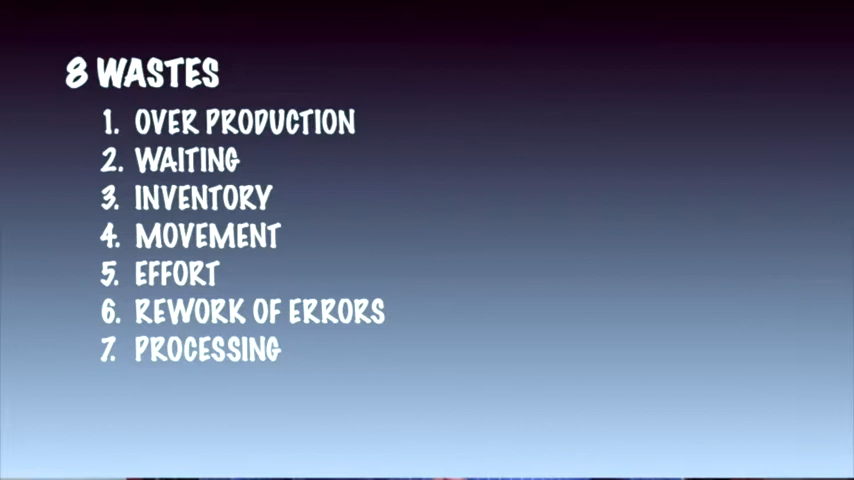 8 WASTES
1. OVER PRODUCTION
2. WAITING
3. INVENTORY
4. MOVEMENT
5. EFFORT
6. REWORK OF ERRORS
7. PROCESSING